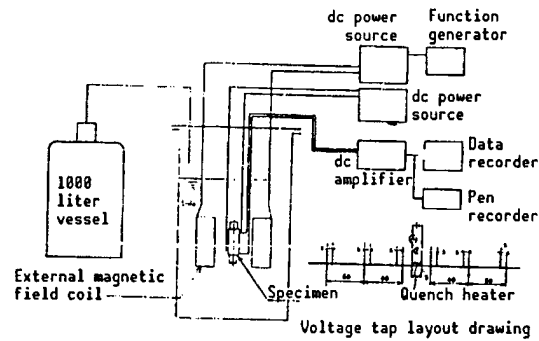 dc power
source
Function
generator
dc power
source
dc
amplifier
Data
recorder
Pen
recorder
1000
liter
vessel
External magnetic
field coil
Specimen
Quench heater
Voltage tap layout drawing